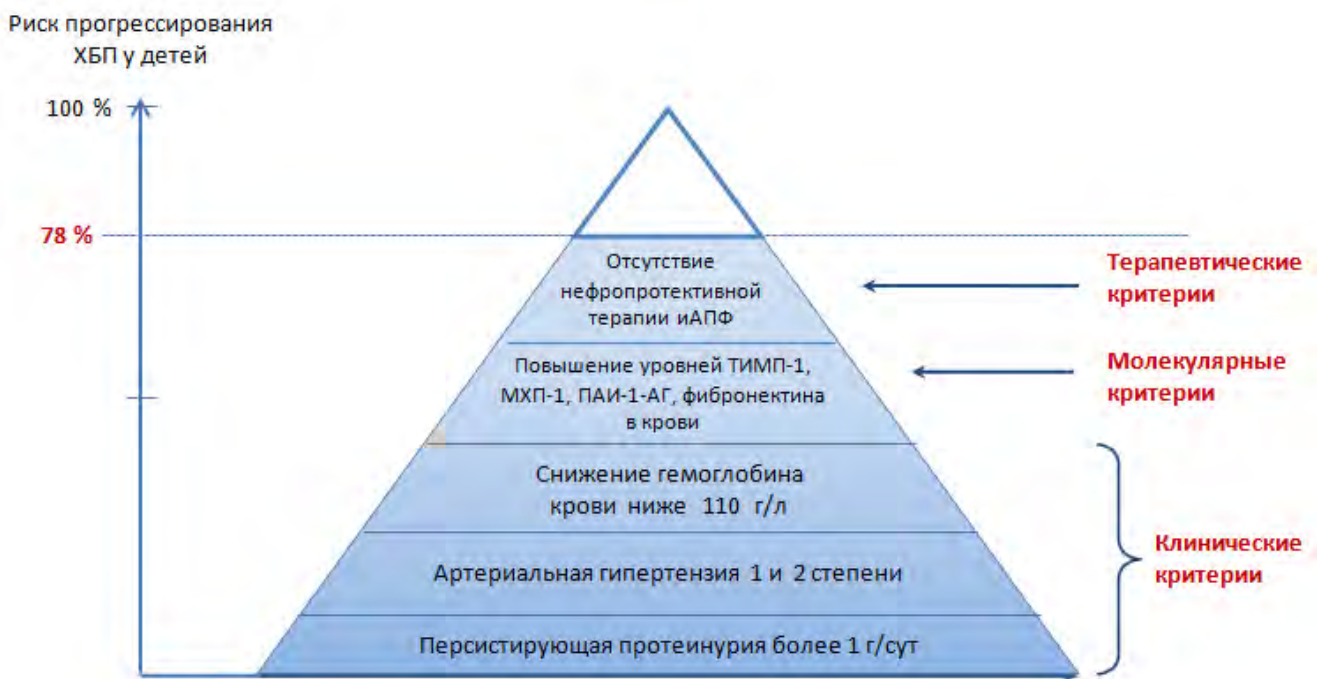 Риск прогрессирования
ХБП у детей
100 %
78 %
Отсутствие
нефропротективной
терапии иАПФ
Терапевтические
критерии
Повышение уровней ТИМП-1,
МХП-1, ПАИ-1-АГ, фибронектина
в крови
Молекулярные
критерии
Снижение гемоглобина
крови ниже 110 г/л
Артериальная гипертензия 1 и 2 степени
Персистирующая протеинурия более 1 г/сут
Клинические
критерии